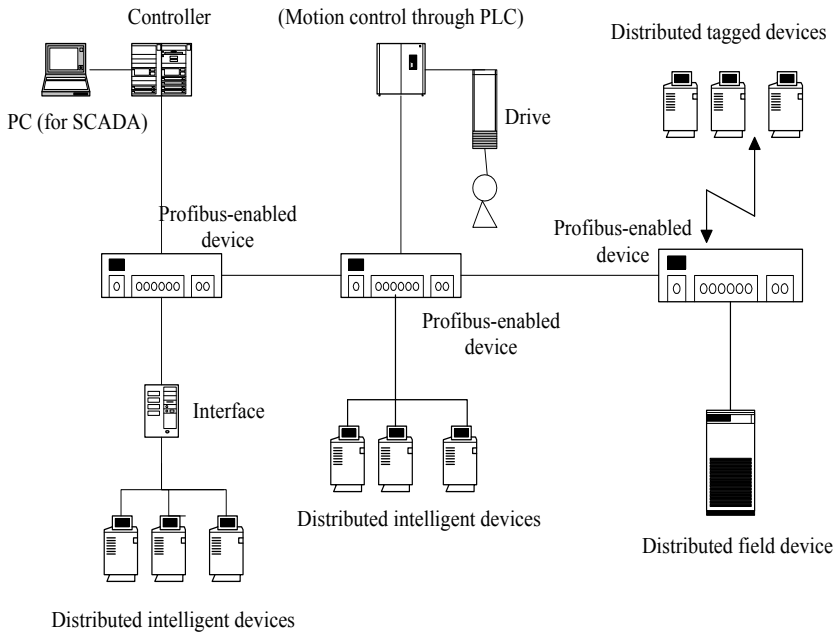 Controller
(Motion control through PLC)
Distributed tagged devices
PC (for SCADA)
Drive
Profibus-enabled
device
Profibus-enabled
device
Profibus-enabled
device
Interface
Distributed intelligent devices
Distributed field device
Distributed intelligent devices